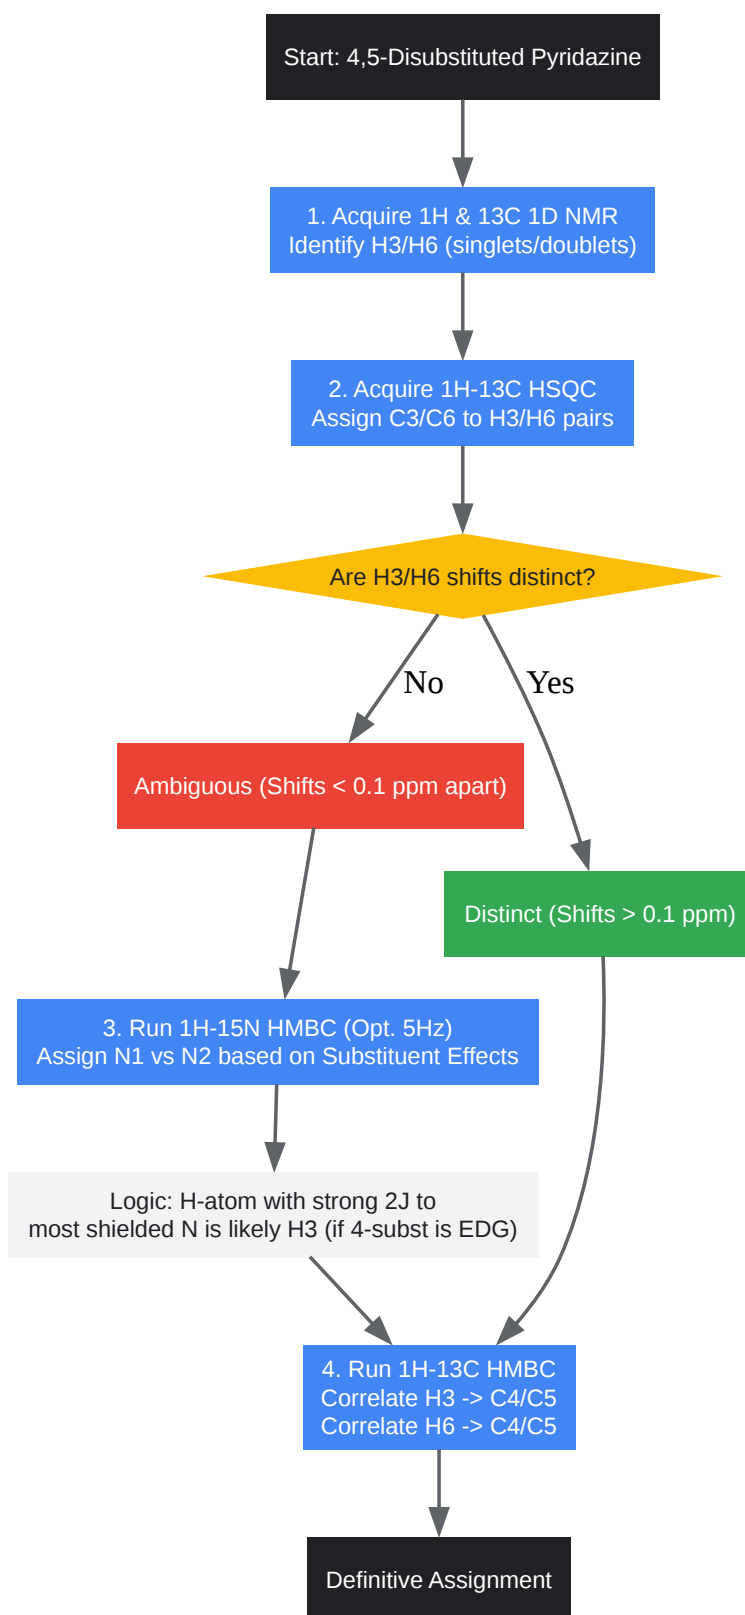 Start: 4,5-Disubstituted Pyridazine
1. Acquire 1H & 13C 1D NMR
Identify H3/H6 (singlets/doublets)
2. Acquire 1H-13C HSQC
Assign C3/C6 to H3/H6 pairs
Are H3/H6 shifts distinct?
No
Yes
Ambiguous (Shifts < 0.1 ppm apart)
Distinct (Shifts > 0.1 ppm)
3. Run 1H-15N HMBC (Opt. 5Hz)
Assign N1 vs N2 based on Substituent Effects
Logic: H-atom with strong 2J to
most shielded N is likely H3 (if 4-subst is EDG)
4. Run 1H-13C HMBC
Correlate H3 -> C4/C5
Correlate H6 -> C4/C5
Definitive Assignment